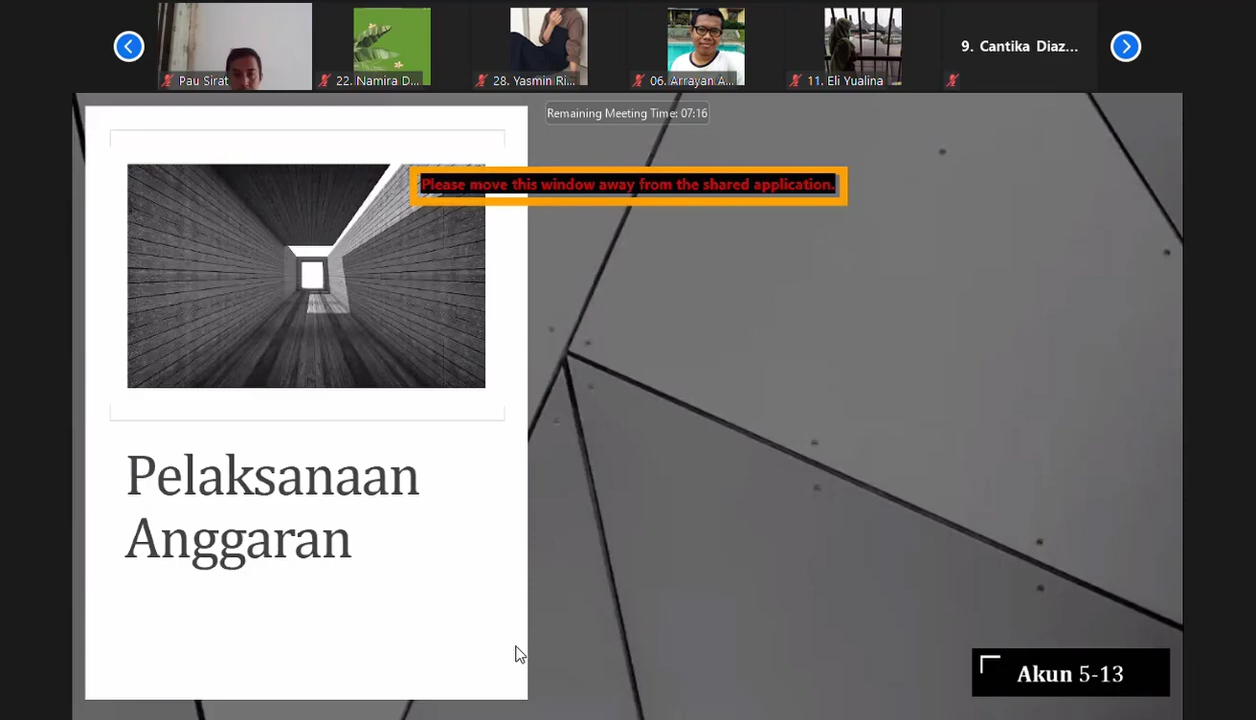 Pau Sirat
22. Namira D...
28. Yasmin Ri...
06. Arrayan A...
11. Eli Yualina
9. Cantika Diaz...
Remaining Meeting Time: 07:16
Please move this window away from the shared application.
Pelaksanaan
Anggaran
Akun 5-13